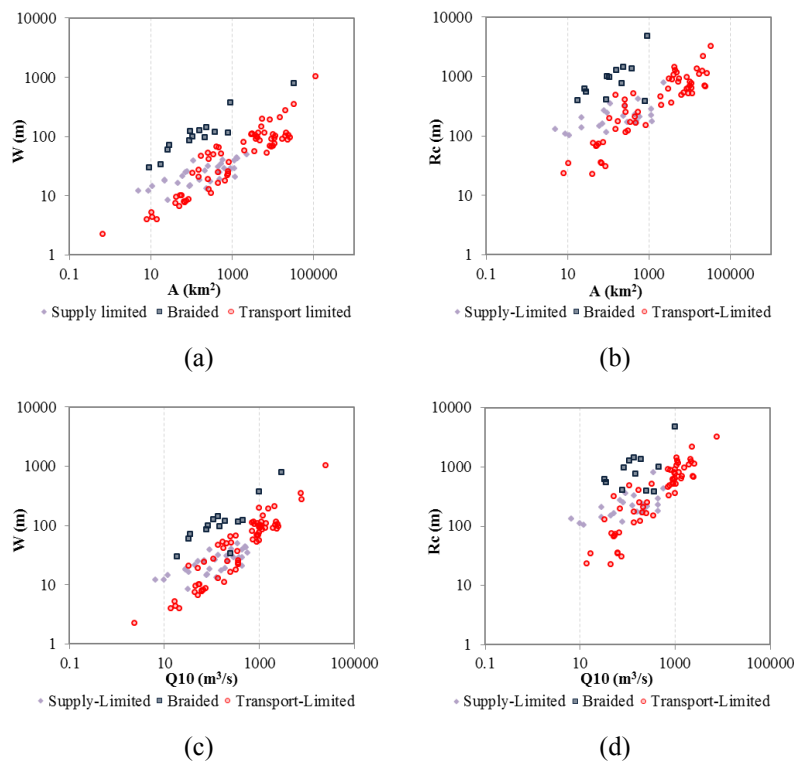 10000
1000
100
10
1
W (m)
0.1 10 1000 100000
A (km²)
Supply limited Braided Transport limited
(a)
10000
1000
100
10
1
Rc (m)
0.1 10 1000 100000
A (km²)
Supply-Limited Braided Transport-Limited
(b)
10000
1000
100
10
1
W (m)
0.1 10 1000 100000
Q10 (m³/s)
Supply-Limited Braided Transport-Limited
(c)
10000
1000
100
10
1
Rc (m)
0.1 10 1000 100000
Q10 (m³/s)
Supply-Limited Braided Transport-Limited
(d)